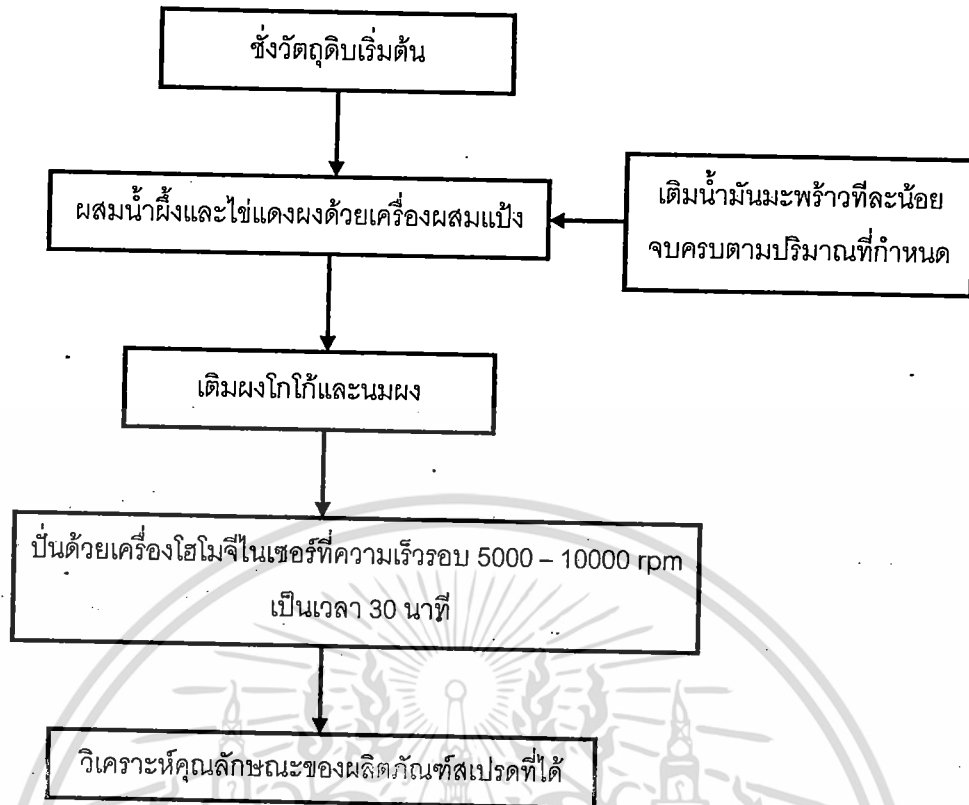 ชั่งวัตถุดิบเริ่มต้น
ผสมน้ำผึ้งและไข่แดงผงด้วยเครื่องผสมแป้ง
เติมน้ำมันมะพร้าวทีละน้อย
จบครบตามปริมาณที่กำหนด
เติมผงโกโก้และนมผง
ปั่นด้วยเครื่องโฮโมจีไนเซอร์ที่ความเร็วรอบ 5000 – 10000 rpm
เป็นเวลา 30 นาที
วิเคราะห์คุณลักษณะของผลิตภัณฑ์สเปรดที่ได้